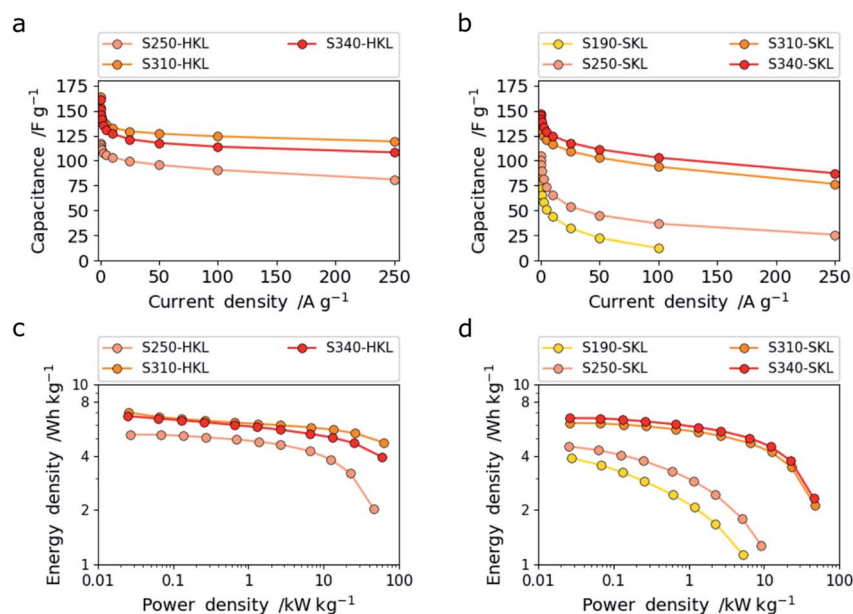 a
S250-HKL S340-HKL
S310-HKL
175
150
125
100
75
50
25
0
Capacitance /F g⁻¹
0 50 100 150 200 250
Current density /A g⁻¹
b
S190-SKL S310-SKL
S250-SKL S340-SKL
175
150
125
100
75
50
25
0
Capacitance /F g⁻¹
0 50 100 150 200 250
Current density /A g⁻¹
c
S250-HKL S340-HKL
S310-HKL
10
8
4
2
1
Energy density /Wh kg⁻¹
0.01 0.1 1 10 100
Power density /kW kg⁻¹
d
S190-SKL S310-SKL
S250-SKL S340-SKL
10
8
4
2
1
Energy density /Wh kg⁻¹
0.01 0.1 1 10 100
Power density /kW kg⁻¹